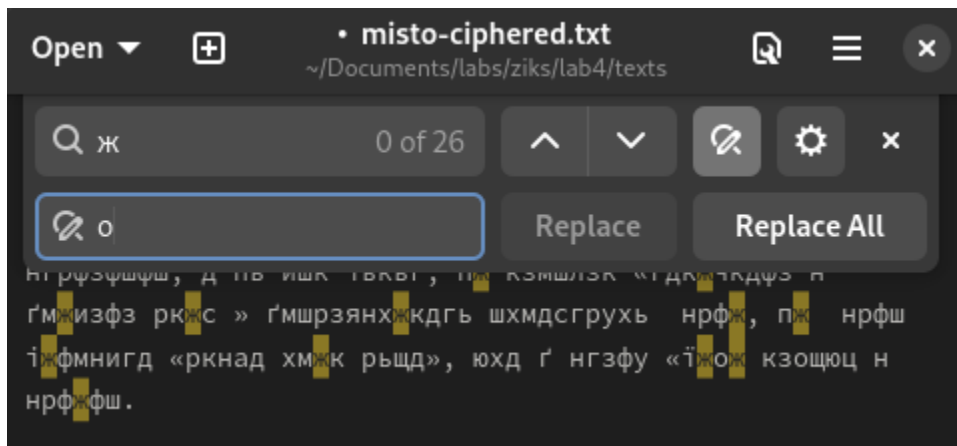 Open
• misto-ciphered.txt
~/Documents/labs/ziks/lab4/texts
ж 0 of 26
о Replace Replace All
ґмжизфз ркжс » ґмшрзянхжкдгь шхмдсгрухь нрфж, пж нрфш
іжфмнигд «ркнад хмжк рьщд», юхд ґ нгзфу «їжож кзощюц н
нрфжфш.